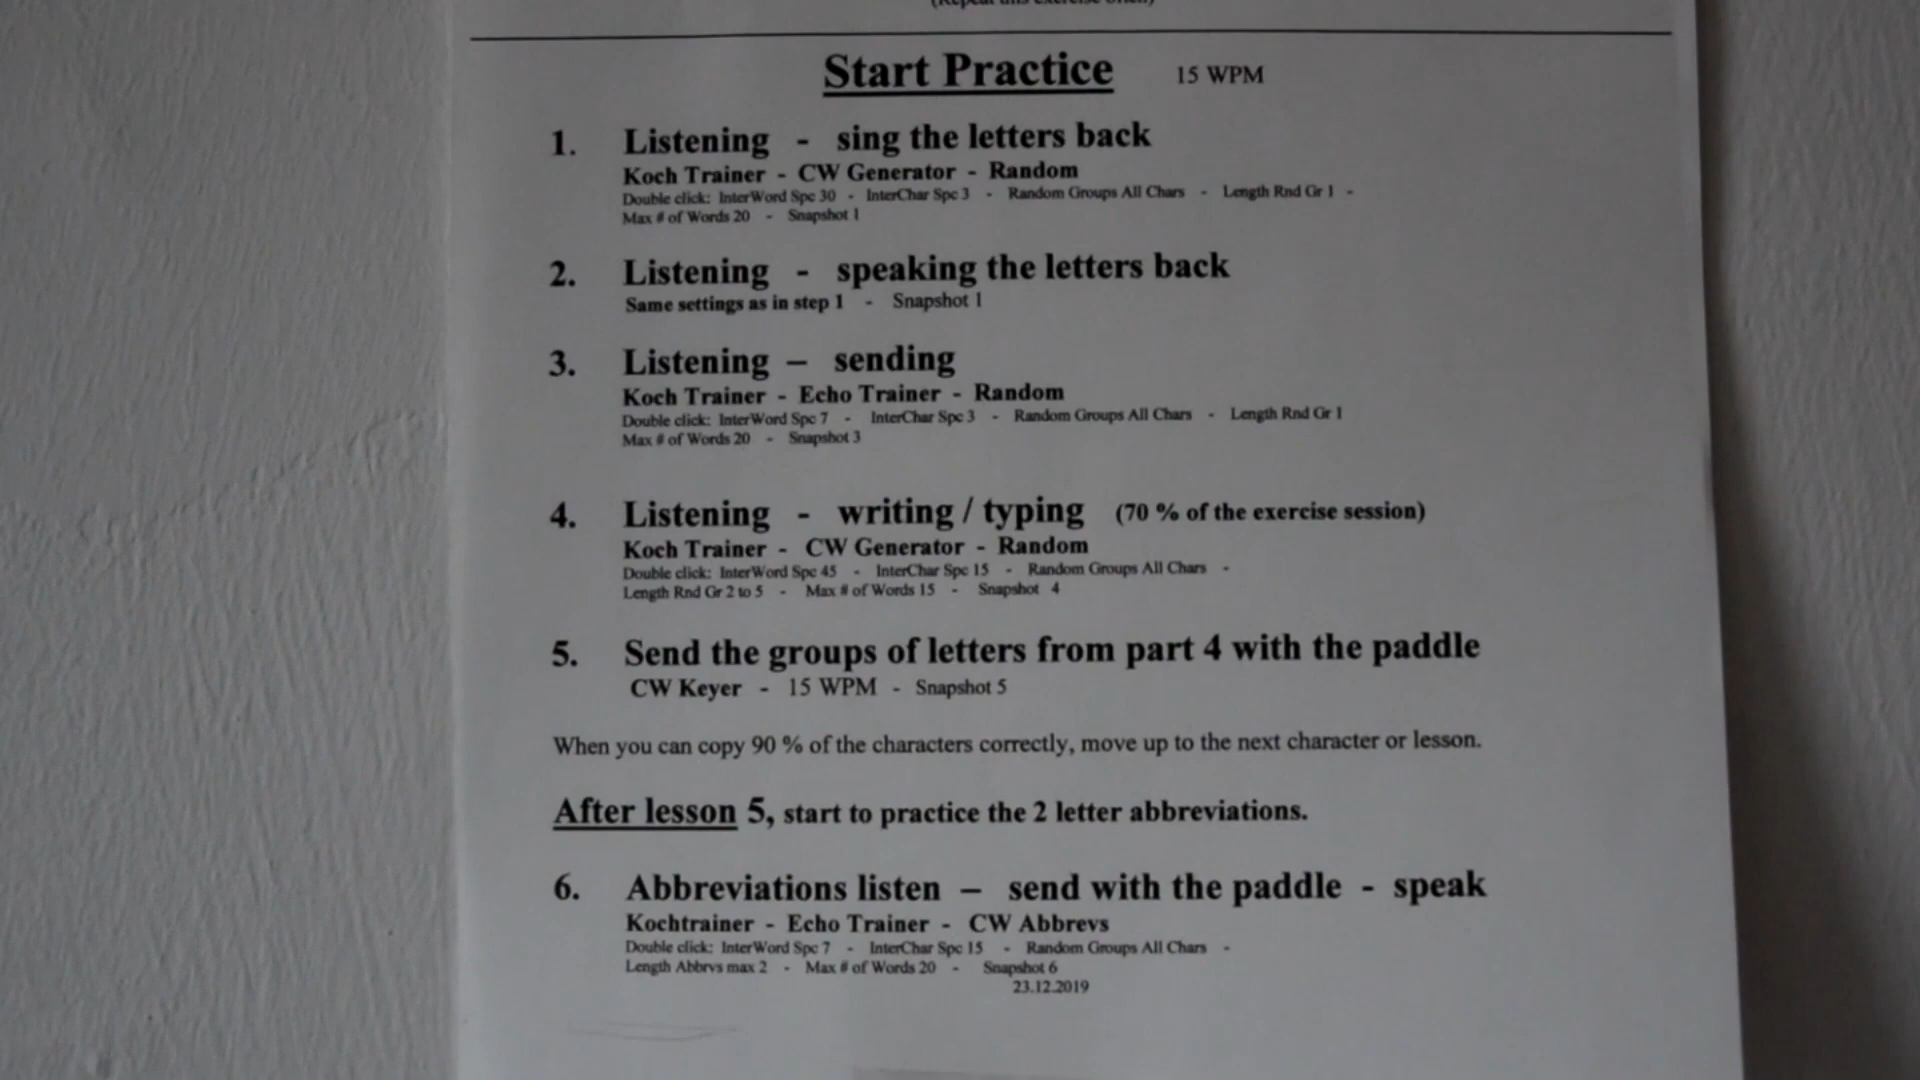 (Repeat this exercise often)
Start Practice 15 WPM
1. Listening - sing the letters back
Koch Trainer - CW Generator - Random
Double click: InterWord Spc 30 - InterChar Spc 3 - Random Groups All Chars - Length Rnd Gr 1 -
Max # of Words 20 - Snapshot 1
2. Listening - speaking the letters back
Same settings as in step 1 - Snapshot 1
3. Listening – sending
Koch Trainer - Echo Trainer - Random
Double click: InterWord Spc 7 - InterChar Spc 3 - Random Groups All Chars - Length Rnd Gr 1
Max # of Words 20 - Snapshot 3
4. Listening - writing / typing (70 % of the exercise session)
Koch Trainer - CW Generator - Random
Double click: InterWord Spc 45 - InterChar Spc 15 - Random Groups All Chars -
Length Rnd Gr 2 to 5 - Max # of Words 15 - Snapshot 4
5. Send the groups of letters from part 4 with the paddle
CW Keyer - 15 WPM - Snapshot 5
When you can copy 90 % of the characters correctly, move up to the next character or lesson.
After lesson 5, start to practice the 2 letter abbreviations.
6. Abbreviations listen – send with the paddle - speak
Kochtrainer - Echo Trainer - CW Abbrevs
Double click: InterWord Spc 7 - InterChar Spc 15 - Random Groups All Chars -
Length Abbrvs max 2 - Max # of Words 20 - Snapshot 6
23.12.2019